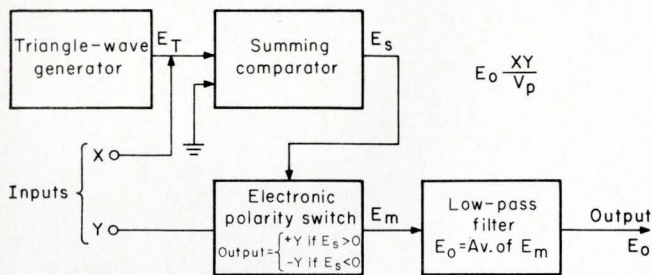 Triangle-wave
generator
E_T
Summing
comparator
E_s
E_o XY/V_p
Inputs
X
Y
Electronic
polarity switch
Output= { +Y if E_s>0
-Y if E_s<0
E_m
Low-pass
filter
E_o=Av. of E_m
Output
E_o